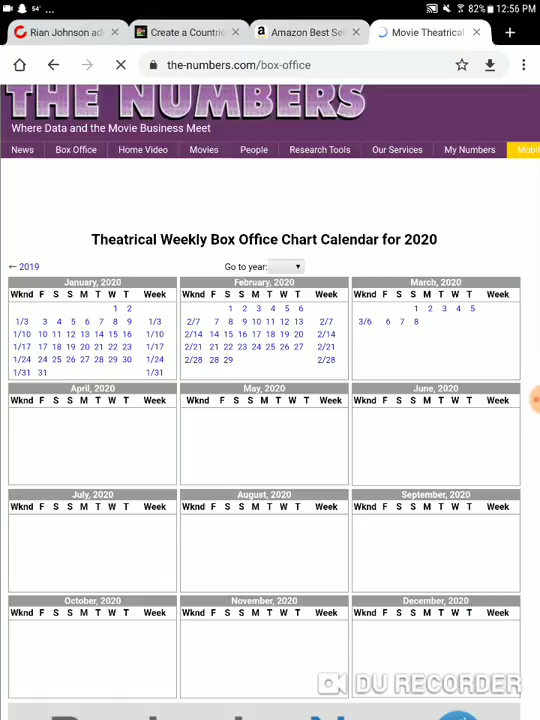 54° ... 82% 12:56 PM
Rian Johnson ad Create a Countrie Amazon Best Se Movie Theatrical
the-numbers.com/box-office
THE NUMBERS
Where Data and the Movie Business Meet
News Box Office Home Video Movies People Research Tools Our Services My Numbers Mobil
Theatrical Weekly Box Office Chart Calendar for 2020
← 2019 Go to year:
January, 2020 February, 2020 March, 2020
Wknd F S S M T W T Week Wknd F S S M T W T Week Wknd F S S M T W T Week
1 2 1 2 3 4 5 6 1 2 3 4 5
1/3 3 4 5 6 7 8 9 1/3 2/7 7 8 9 10 11 12 13 2/7 3/6 6 7 8
1/10 10 11 12 13 14 15 16 1/10 2/14 14 15 16 17 18 19 20 2/14
1/17 17 18 19 20 21 22 23 1/17 2/21 21 22 23 24 25 26 27 2/21
1/24 24 25 26 27 28 29 30 1/24 2/28 28 29 2/28
1/31 31 1/31
April, 2020 May, 2020 June, 2020
Wknd F S S M T W T Week Wknd F S S M T W T Week Wknd F S S M T W T Week
July, 2020 August, 2020 September, 2020
Wknd F S S M T W T Week Wknd F S S M T W T Week Wknd F S S M T W T Week
October, 2020 November, 2020 December, 2020
Wknd F S S M T W T Week Wknd F S S M T W T Week Wknd F S S M T W T Week
DU RECORDER